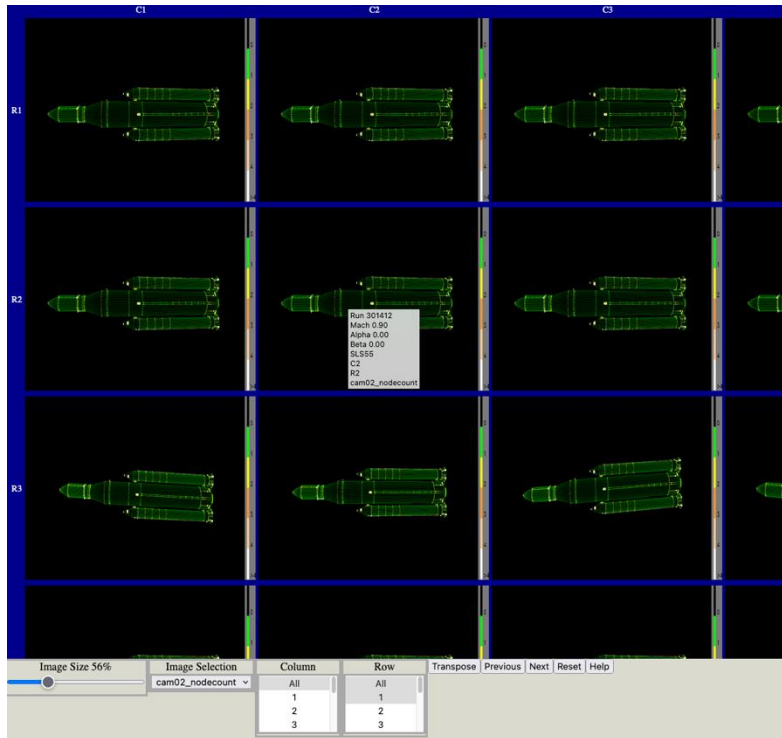 C1 C2 C3
R1
R2
Run 301412
Mach 0.90
Alpha 0.00
Beta 0.00
SLS55
C2
R2
cam02_nodecount
R3
Image Size 56% Image Selection Column Row Transpose Previous Next Reset Help
cam02_nodecount All All
1 1
2 2
3 3